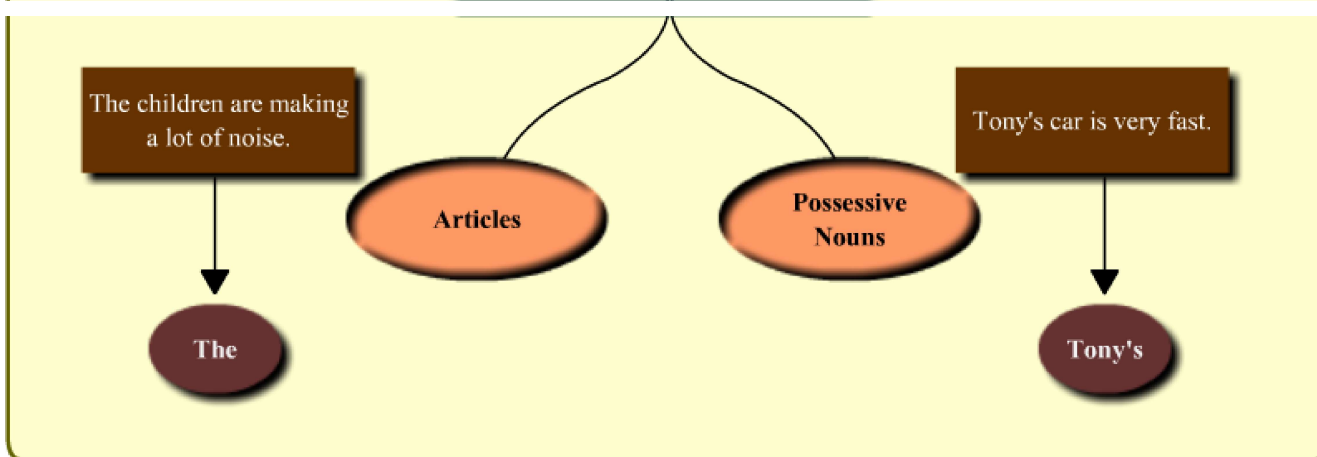 The children are making
a lot of noise.
Tony's car is very fast.
Articles
Possessive
Nouns
The
Tony's